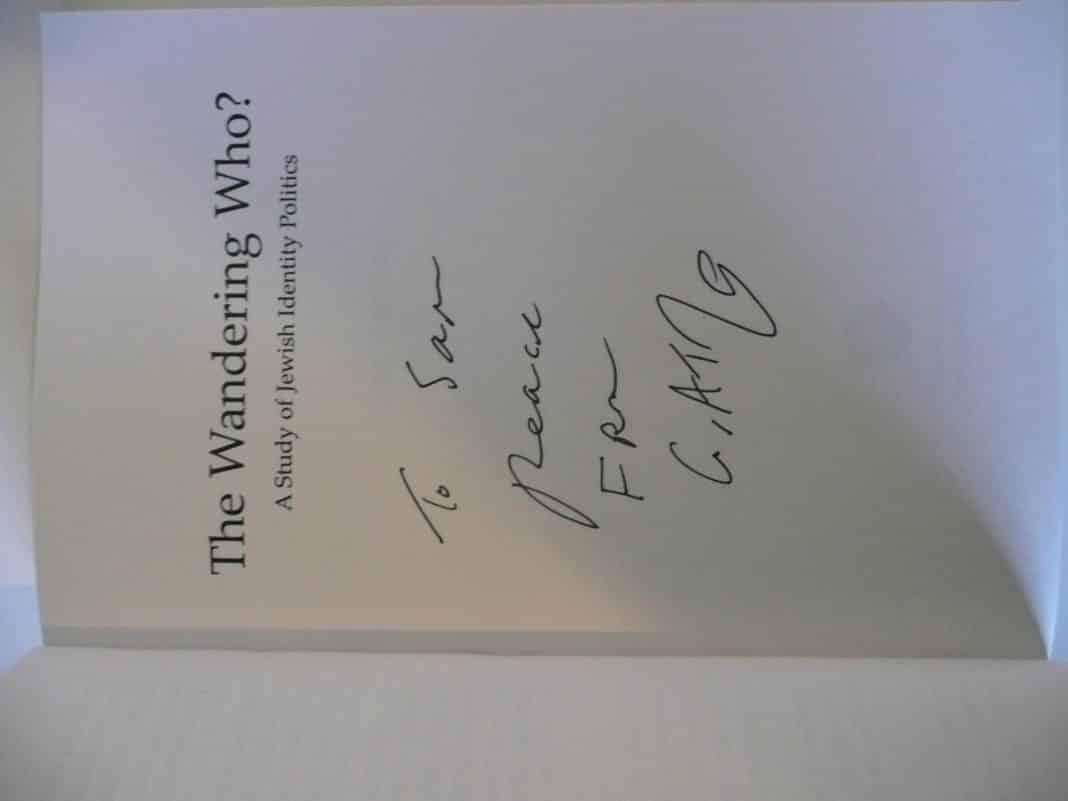 The Wandering Who?
A Study of Jewish Identity Politics
To Sam
Peace
From